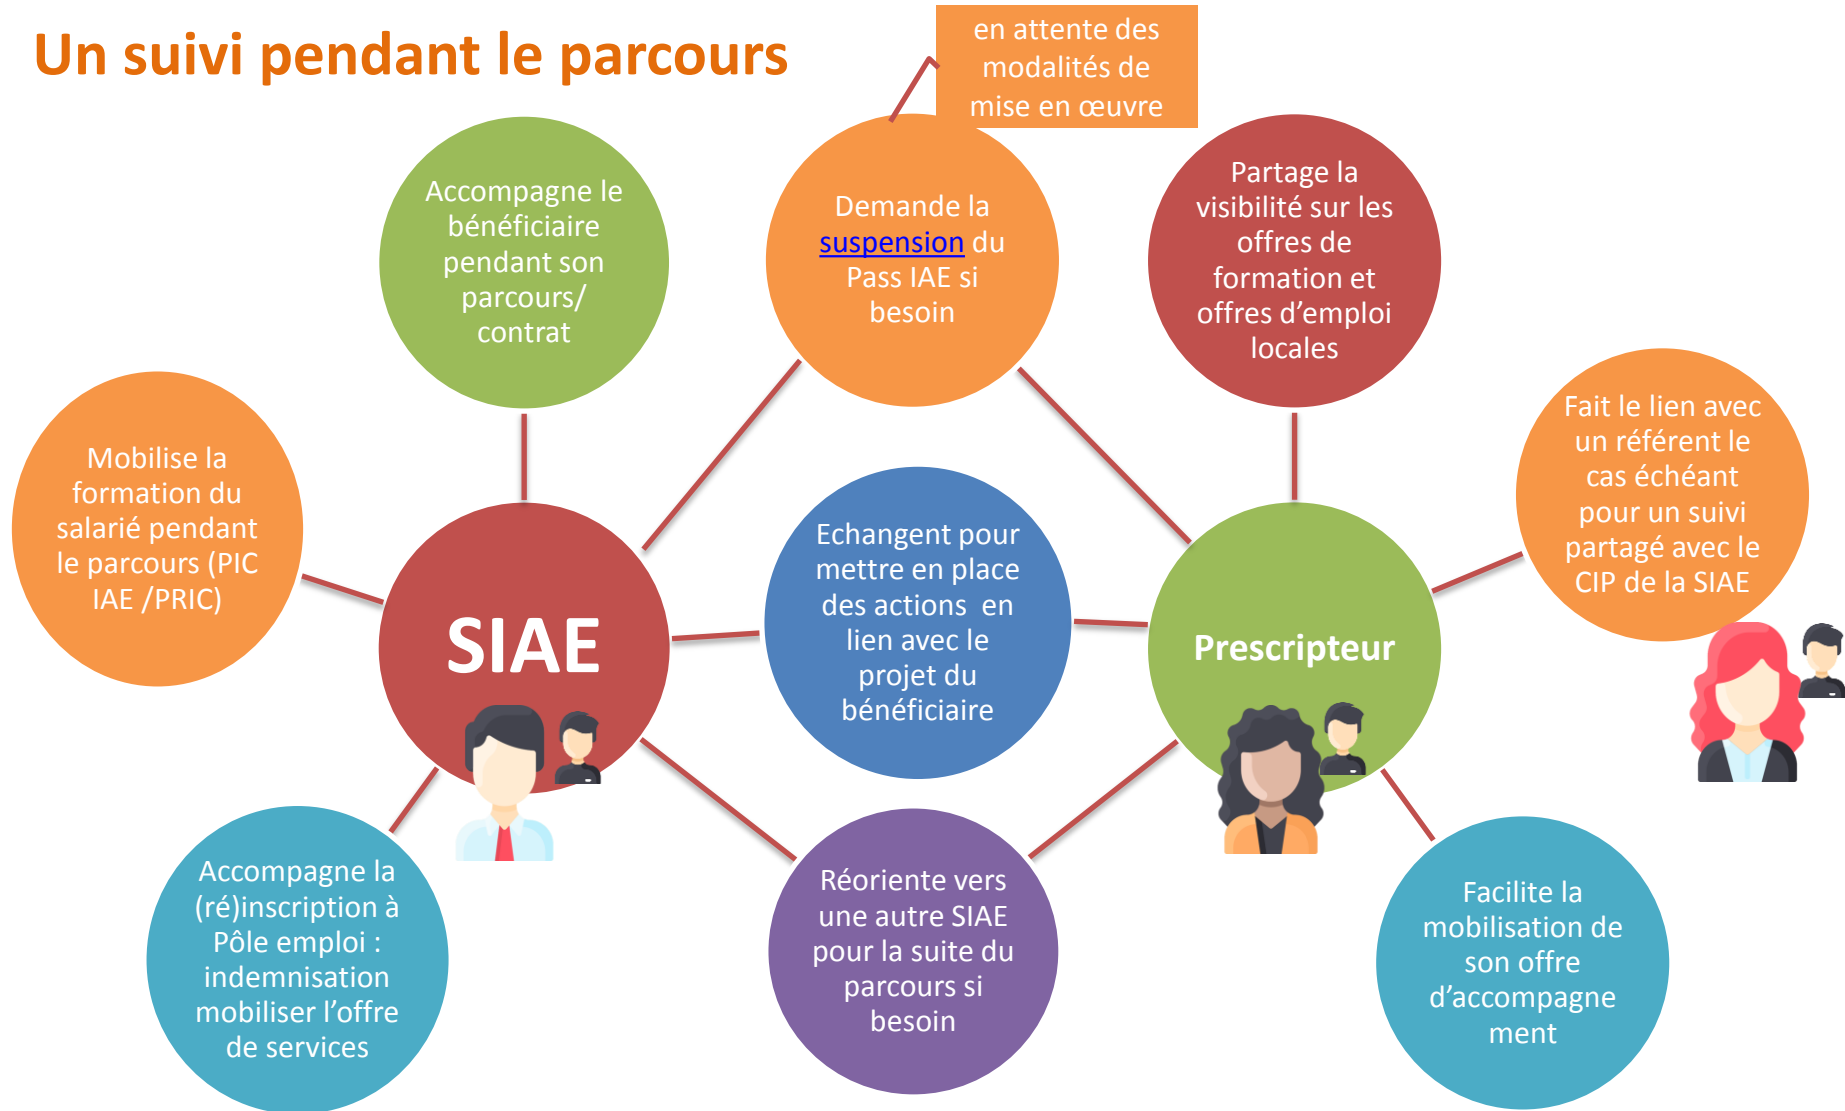 Un suivi pendant le parcours
en attente des
modalités de
mise en œuvre
Accompagne le
bénéficiaire
pendant son
parcours/
contrat
Demande la
suspension du
Pass IAE si
besoin
Partage la
visibilité sur les
offres de
formation et
offres d’emploi
locales
Mobilise la
formation du
salarié pendant
le parcours (PIC
IAE /PRIC)
Fait le lien avec
un référent le
cas échéant
pour un suivi
partagé avec le
CIP de la SIAE
SIAE
Echangent pour
mettre en place
des actions  en
lien avec le
projet du
bénéficiaire
Prescripteur
Accompagne la
(ré)inscription à
Pôle emploi :
indemnisation
mobiliser l’offre
de services
Réoriente vers
une autre SIAE
pour la suite du
parcours si
besoin
Facilite la
mobilisation de
son offre
d’accompagne
ment